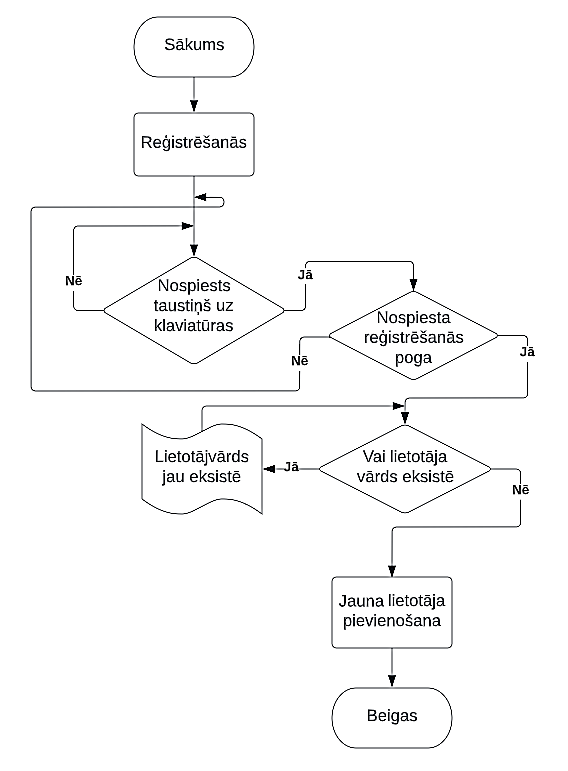 Sākums
Reģistrēšanās
Nospiests
taustiņš uz
klaviatūras
Nē
Jā
Nospiesta
reģistrēšanās
poga
Nē
Jā
Vai lietotāja
vārds eksistē
Jā
Lietotājvārds
jau eksistē
Nē
Jauna lietotāja
pievienošana
Beigas